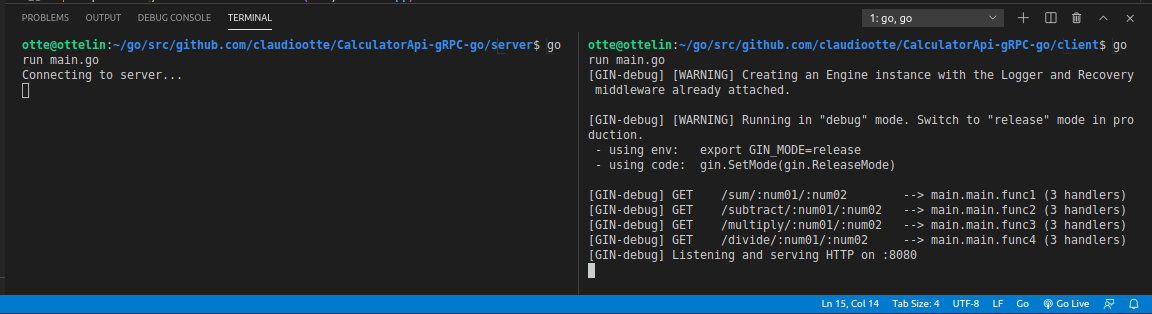 PROBLEMS OUTPUT DEBUG CONSOLE TERMINAL 1: go, go
otte@ottelin:~/go/src/github.com/claudiootte/CalculatorApi-gRPC-go/server$ go
run main.go
Connecting to server...
otte@ottelin:~/go/src/github.com/claudiootte/CalculatorApi-gRPC-go/client$ go
run main.go
[GIN-debug] [WARNING] Creating an Engine instance with the Logger and Recovery
 middleware already attached.
[GIN-debug] [WARNING] Running in "debug" mode. Switch to "release" mode in pro
duction.
 - using env:   export GIN_MODE=release
 - using code:  gin.SetMode(gin.ReleaseMode)
[GIN-debug] GET    /sum/:num01/:num02        --> main.main.func1 (3 handlers)
[GIN-debug] GET    /subtract/:num01/:num02   --> main.main.func2 (3 handlers)
[GIN-debug] GET    /multiply/:num01/:num02   --> main.main.func3 (3 handlers)
[GIN-debug] GET    /divide/:num01/:num02     --> main.main.func4 (3 handlers)
[GIN-debug] Listening and serving HTTP on :8080
Ln 15, Col 14 Tab Size: 4 UTF-8 LF Go Go Live